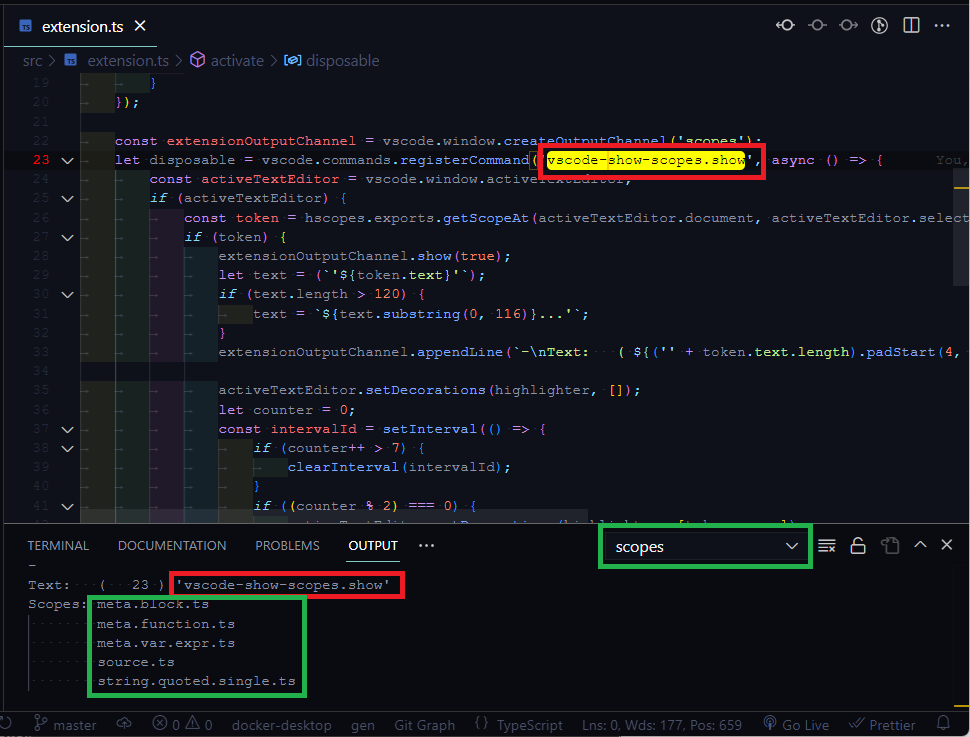 TS extension.ts
src > TS extension.ts > activate > disposable
19 }
20 });
21
22 const extensionOutputChannel = vscode.window.createOutputChannel('scopes');
23 let disposable = vscode.commands.registerCommand('vscode-show-scopes.show', async () => { You,
24 const activeTextEditor = vscode.window.activeTextEditor;
25 if (activeTextEditor) {
26 const token = hscopes.exports.getScopeAt(activeTextEditor.document, activeTextEditor.select
27 if (token) {
28 extensionOutputChannel.show(true);
29 let text = (`'${token.text}'`);
30 if (text.length > 120) {
31 text = `${text.substring(0, 116)}...'`;
32 }
33 extensionOutputChannel.appendLine(`-\nText:   ( ${('' + token.text.length).padStart(4,
34
35 activeTextEditor.setDecorations(highlighter, []);
36 let counter = 0;
37 const intervalId = setInterval(() => {
38 if (counter++ > 7) {
39 clearInterval(intervalId);
40 }
41 if ((counter % 2) === 0) {
TERMINAL DOCUMENTATION PROBLEMS OUTPUT ··· scopes
-
Text: ( 23 ) 'vscode-show-scopes.show'
Scopes: meta.block.ts
meta.function.ts
meta.var.expr.ts
source.ts
string.quoted.single.ts
master 0 0 docker-desktop gen Git Graph {} TypeScript Lns: 0, Wds: 177, Pos: 659 Go Live Prettier